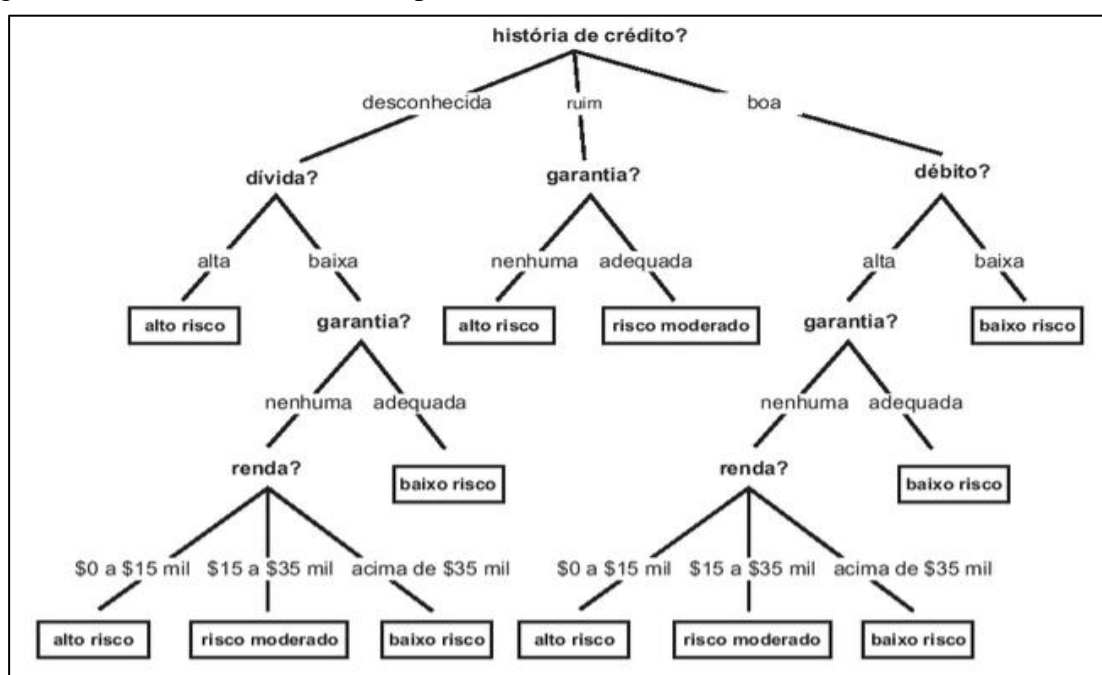 história de crédito?
desconhecida ruim boa
dívida? garantia? débito?
alta baixa nenhuma adequada alta baixa
alto risco garantia? alto risco risco moderado garantia? baixo risco
nenhuma adequada nenhuma adequada
renda? baixo risco renda? baixo risco
$0 a $15 mil $15 a $35 mil acima de $35 mil $0 a $15 mil $15 a $35 mil acima de $35 mil
alto risco risco moderado baixo risco alto risco risco moderado baixo risco